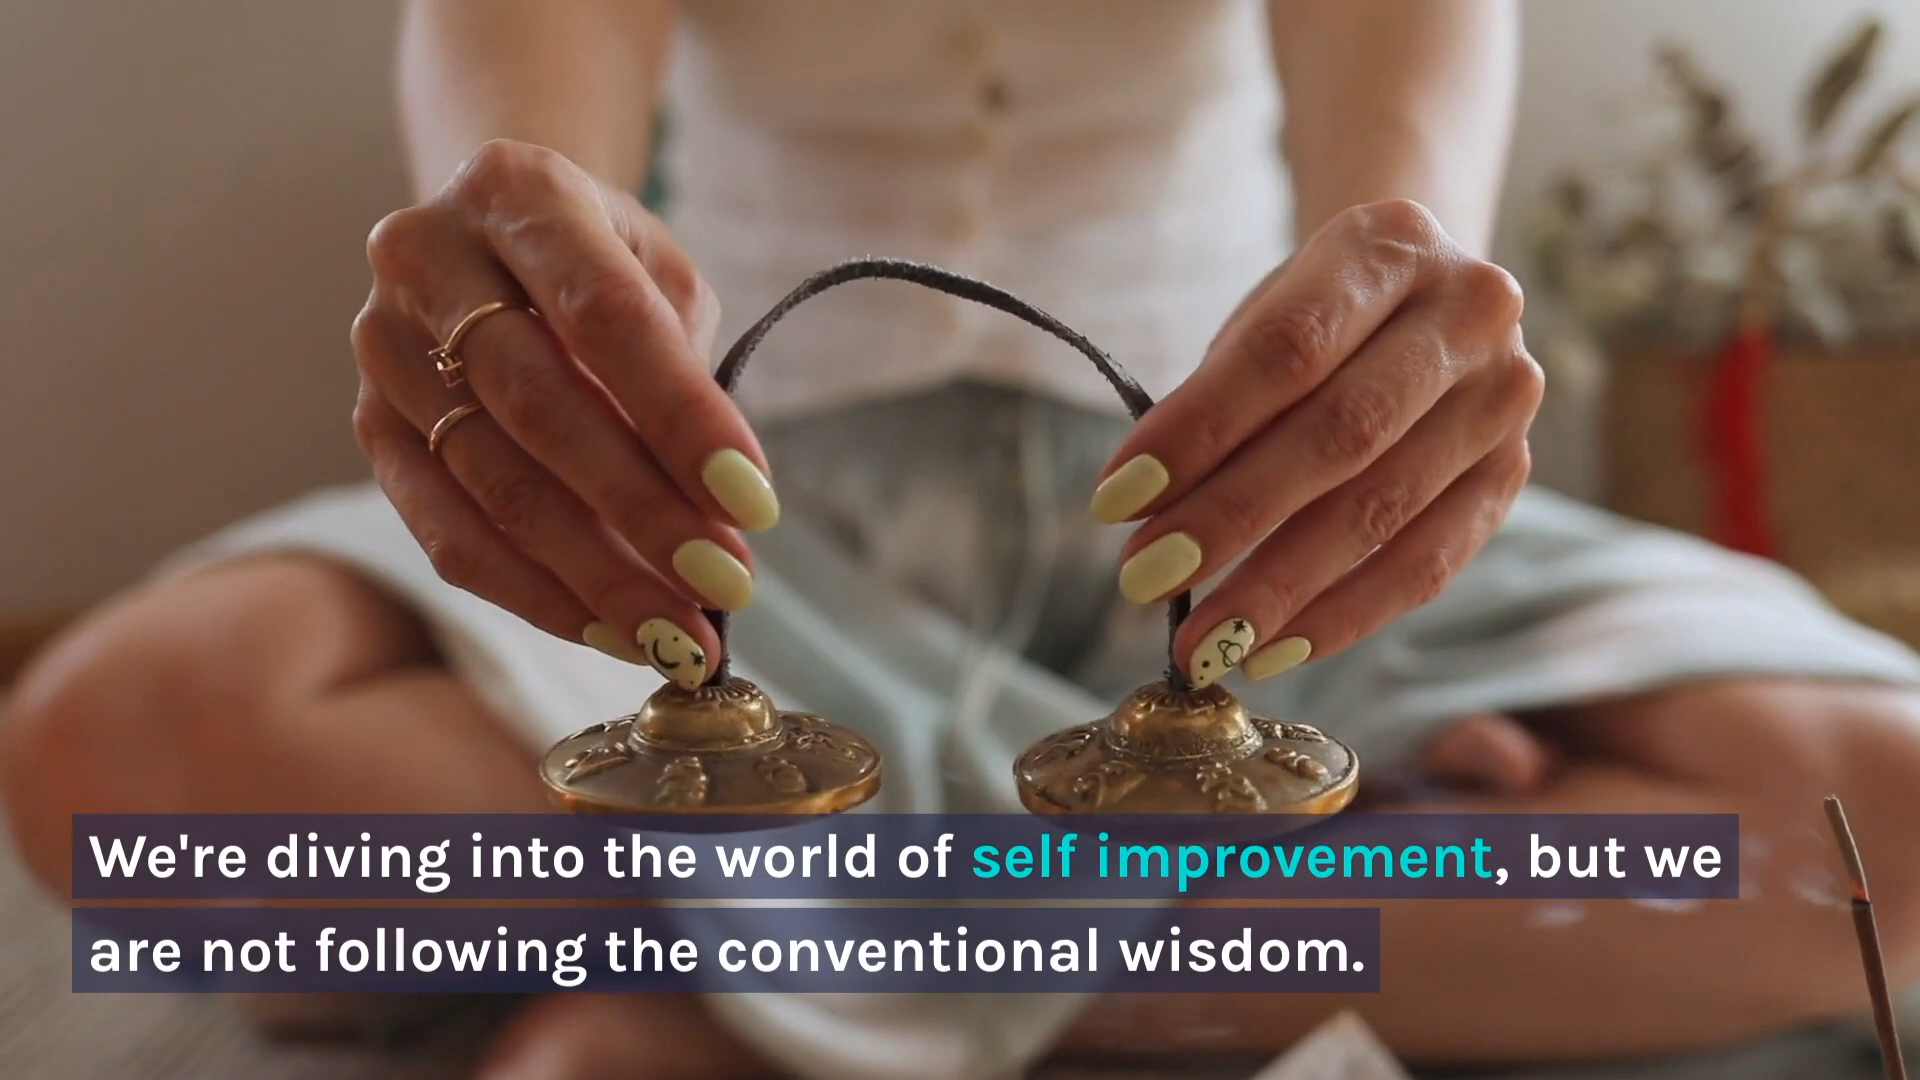 We're diving into the world of self improvement, but we
are not following the conventional wisdom.